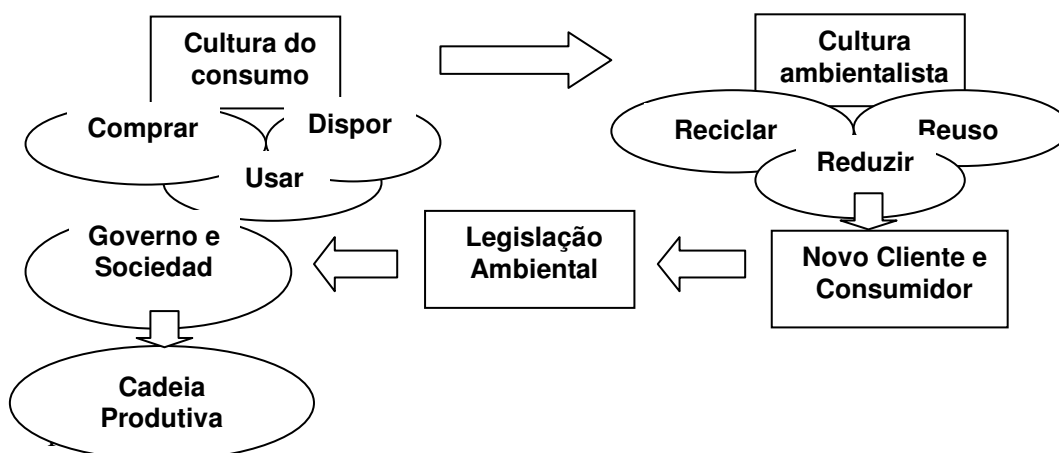 Cultura do
consumo
Comprar
Dispor
Usar
Cultura
ambientalista
Reciclar
Reuso
Reduzir
Novo Cliente e
Consumidor
Legislação
Ambiental
Governo e
Sociedad
Cadeia
Produtiva